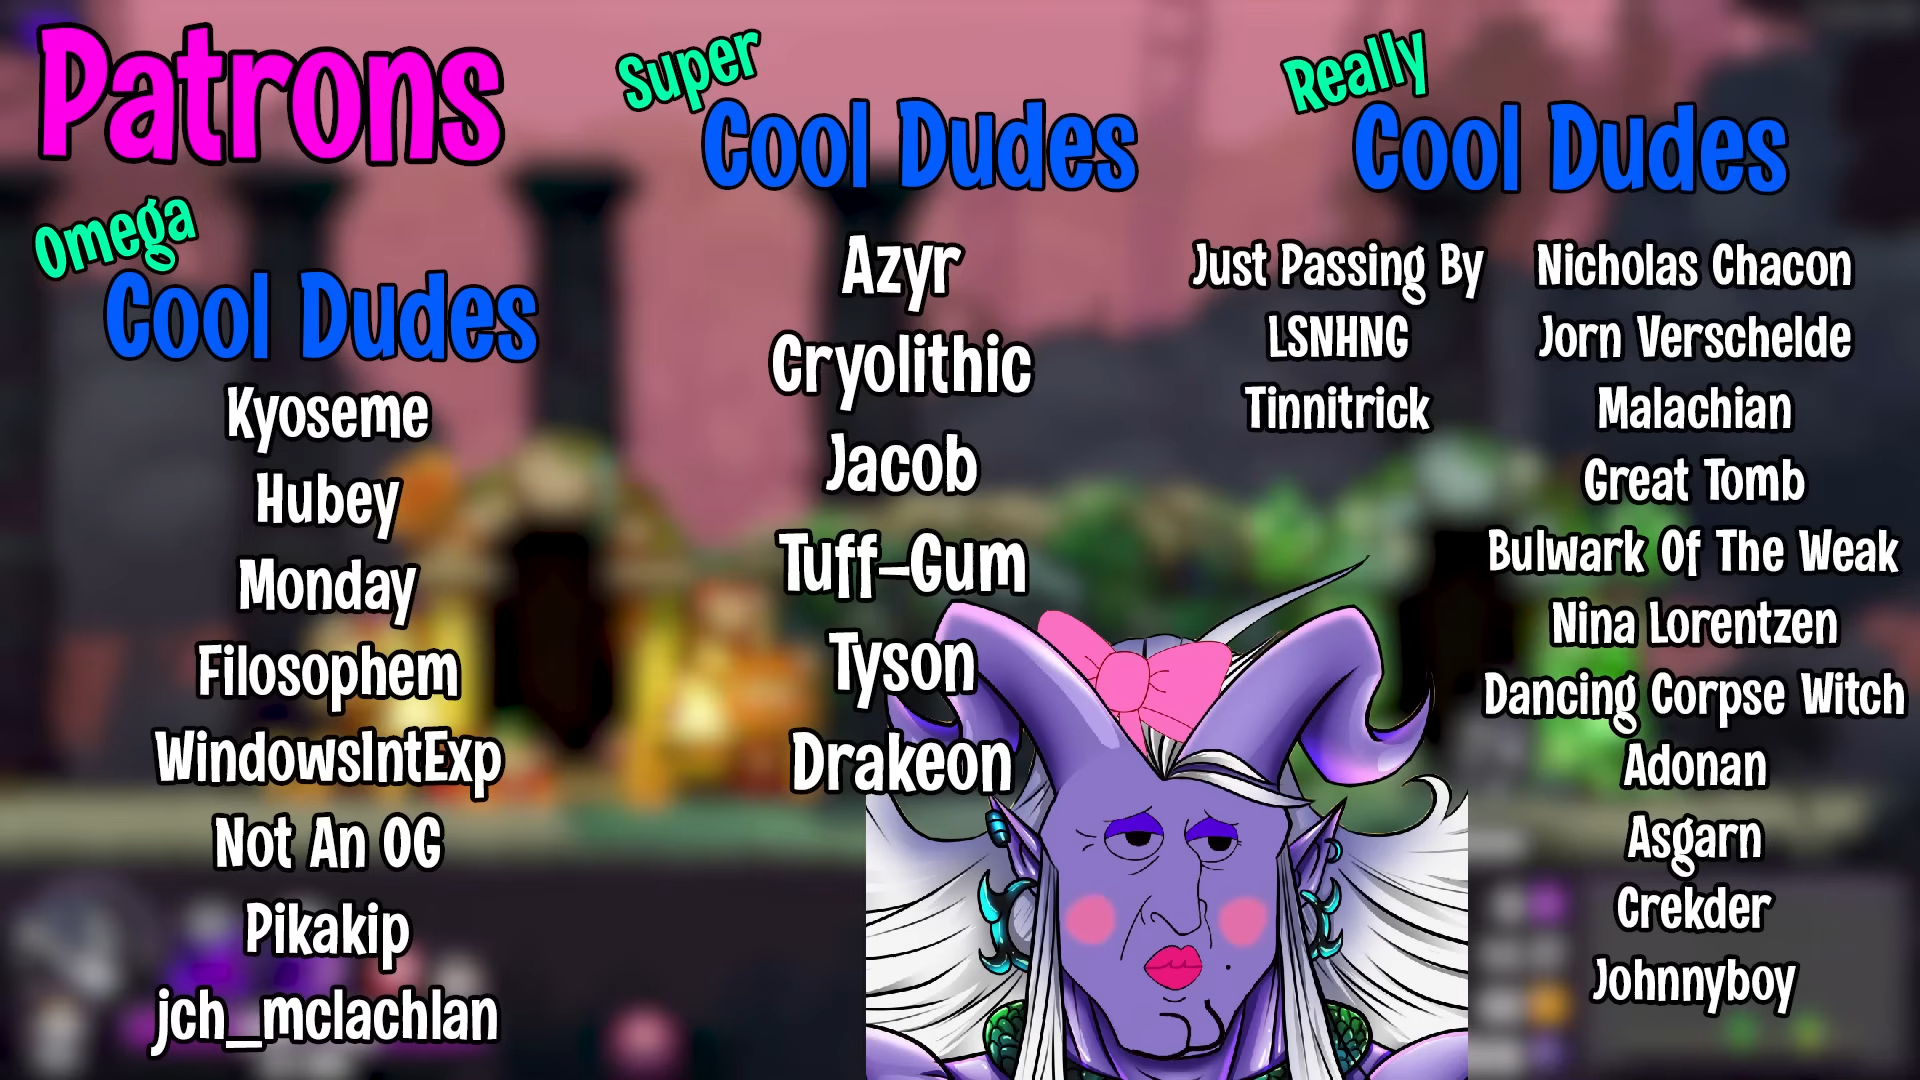 Patrons
Omega
Cool Dudes
Kyoseme
Hubey
Monday
Filosophem
WindowsIntExp
Not An OG
Pikakip
jch_mclachlan
Super
Cool Dudes
Azyr
Cryolithic
Jacob
Tuff-Gum
Tyson
Drakeon
Really
Cool Dudes
Just Passing By
LSNHNG
Tinnitrick
Nicholas Chacon
Jorn Verschelde
Malachian
Great Tomb
Bulwark Of The Weak
Nina Lorentzen
Dancing Corpse Witch
Adonan
Asgarn
Crekder
Johnnyboy